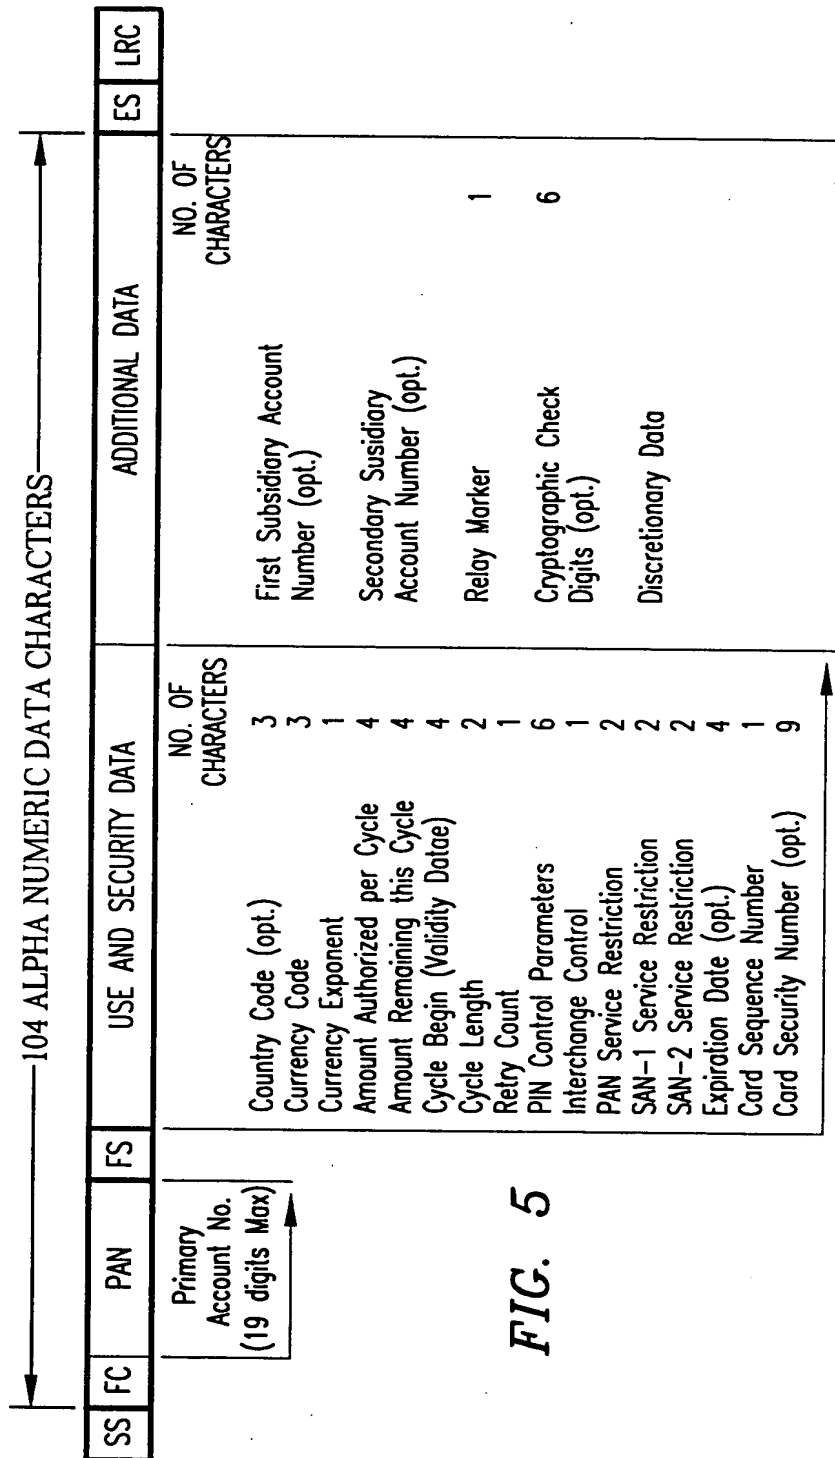 104 ALPHA NUMERIC DATA CHARACTERS
SS FC PAN FS USE AND SECURITY DATA ADDITIONAL DATA ES LRC
Primary
Account No.
(19 digits Max)
NO. OF
CHARACTERS
Country Code (opt.) 3
Currency Code 3
Currency Exponent 1
Amount Authorized per Cycle 4
Amount Remaining this Cycle 4
Cycle Begin (Validity Datae) 4
Cycle Length 2
Retry Count 1
PIN Control Parameters 6
Interchange Control 1
PAN Service Restriction 2
SAN-1 Service Restriction 2
SAN-2 Service Restriction 2
Expiration Date (opt.) 4
Card Sequence Number 1
Card Security Number (opt.) 9
NO. OF
CHARACTERS
First Subsidiary Account
Number (opt.)
Secondary Susidiary
Account Number (opt.)
Relay Marker 1
Cryptographic Check 6
Digits (opt.)
Discretionary Data
FIG. 5